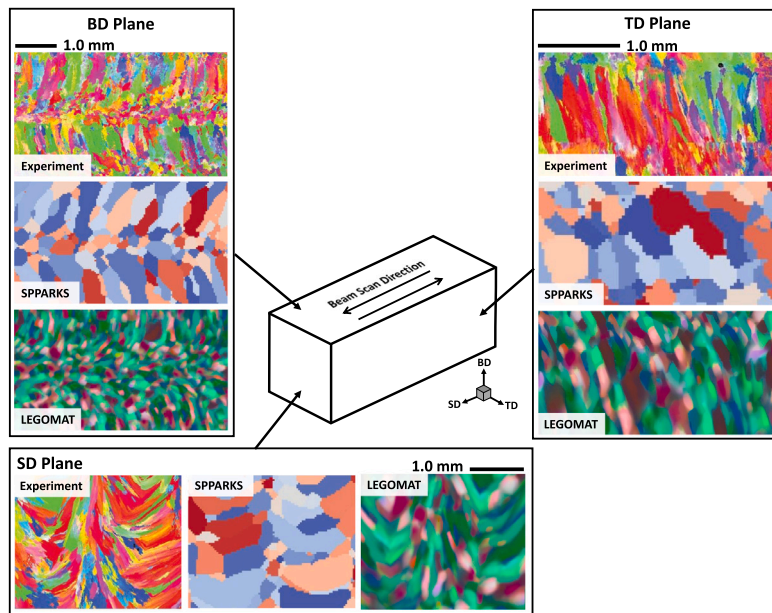 BD Plane
1.0 mm
Experiment
SPPARKS
LEGOMAT
TD Plane
1.0 mm
Experiment
SPPARKS
LEGOMAT
Beam Scan Direction
BD
SD
TD
SD Plane
1.0 mm
Experiment
SPPARKS
LEGOMAT